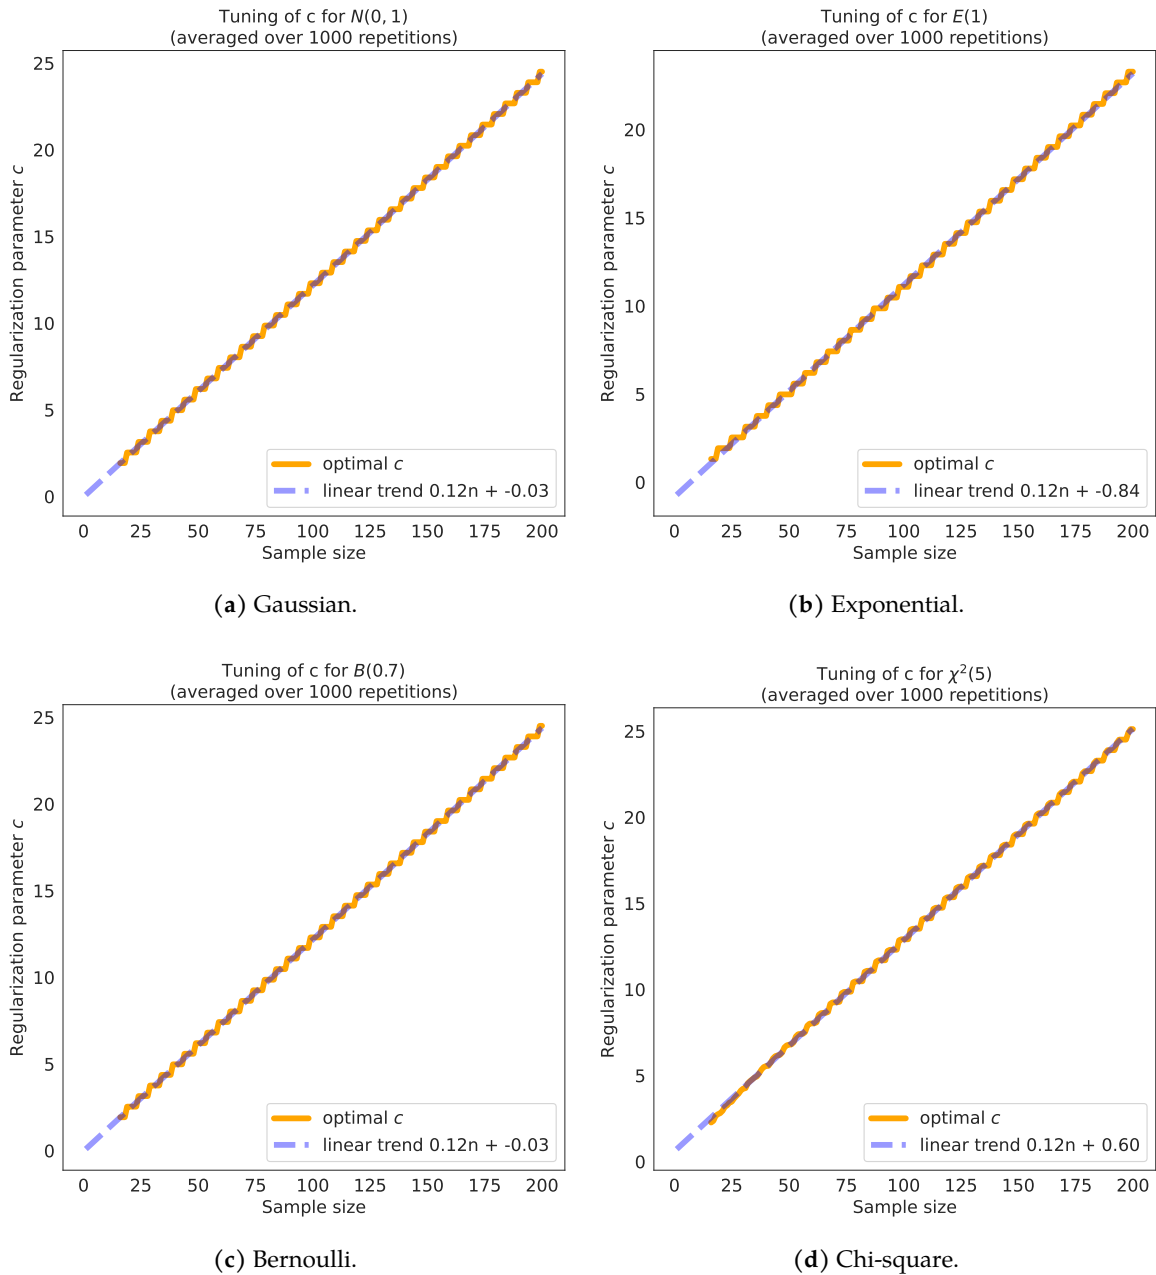 Tuning of c for N(0, 1)
(averaged over 1000 repetitions)
25
20
15
10
5
0
Regularization parameter c
optimal c
linear trend 0.12n + -0.03
0 25 50 75 100 125 150 175 200
Sample size
(a) Gaussian.
Tuning of c for E(1)
(averaged over 1000 repetitions)
20
15
10
5
0
Regularization parameter c
optimal c
linear trend 0.12n + -0.84
0 25 50 75 100 125 150 175 200
Sample size
(b) Exponential.
Tuning of c for B(0.7)
(averaged over 1000 repetitions)
25
20
15
10
5
0
Regularization parameter c
optimal c
linear trend 0.12n + -0.03
0 25 50 75 100 125 150 175 200
Sample size
(c) Bernoulli.
Tuning of c for χ²(5)
(averaged over 1000 repetitions)
25
20
15
10
5
0
Regularization parameter c
optimal c
linear trend 0.12n + 0.60
0 25 50 75 100 125 150 175 200
Sample size
(d) Chi-square.